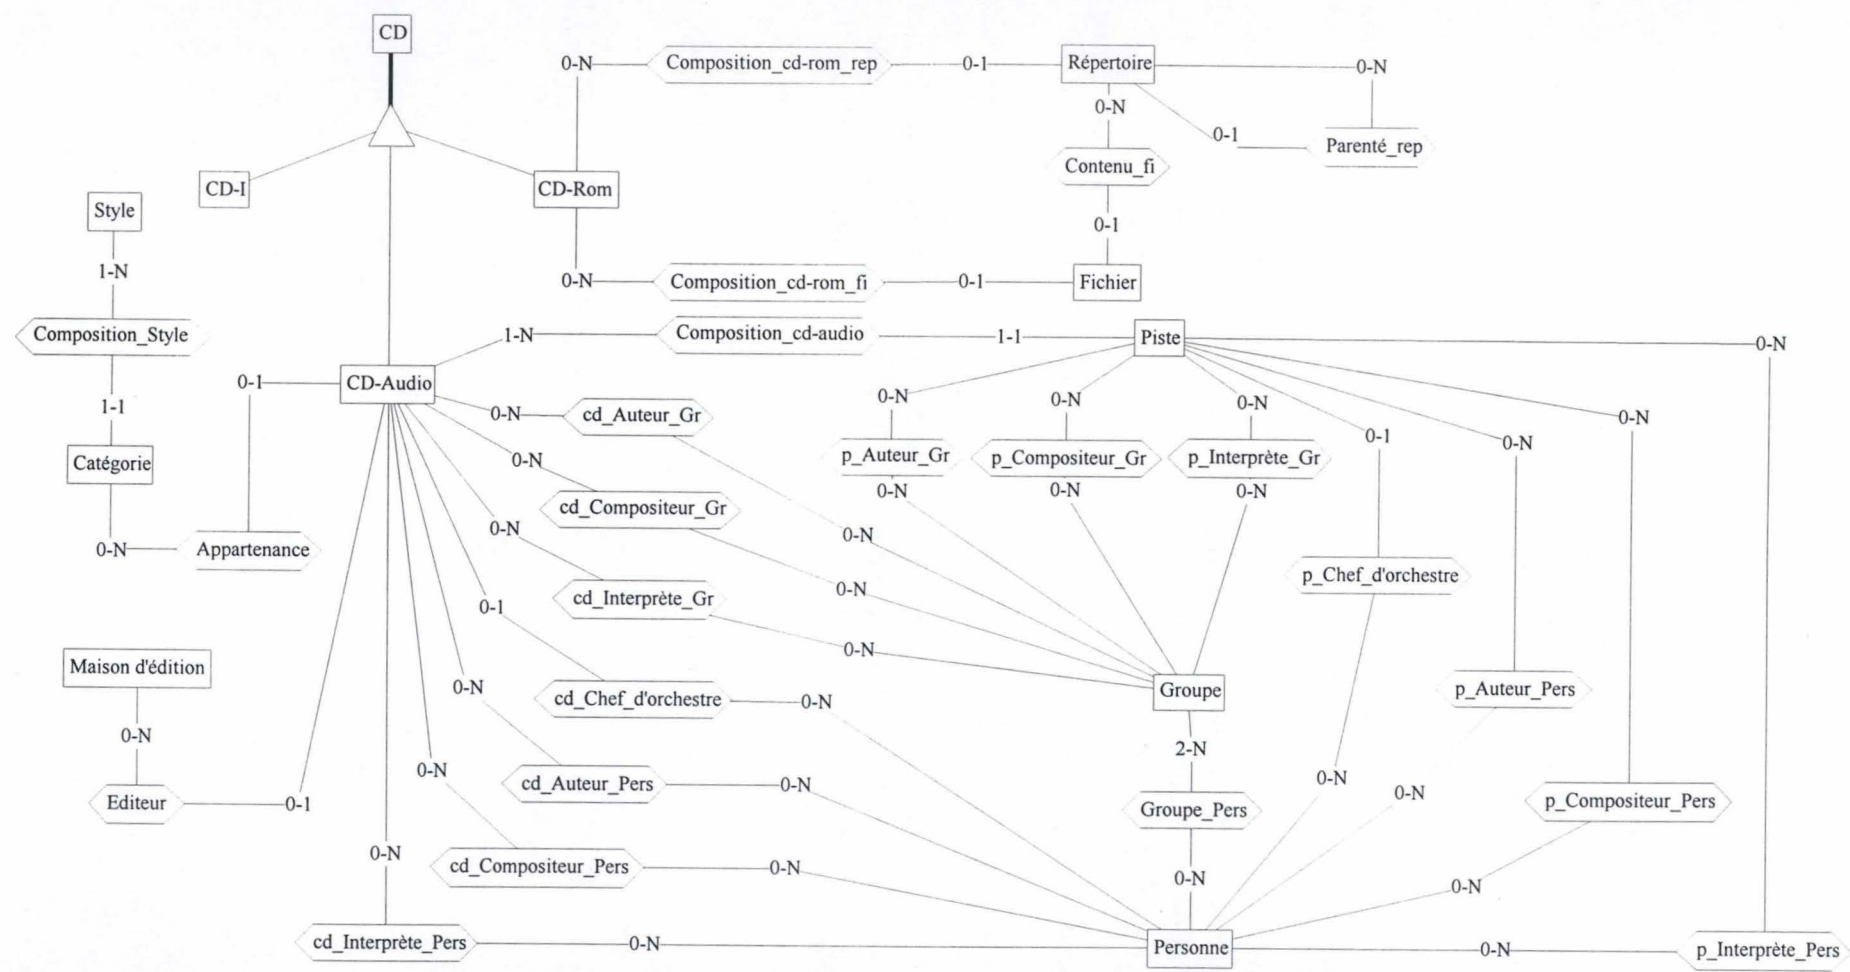 CD
0-N
Composition_cd-rom_rep
0-1
Répertoire
0-N
0-N
0-1
Parenté_rep
Contenu_fi
CD-I
CD-Rom
Style
0-1
1-N
0-N
Composition_cd-rom_fi
0-1
Fichier
Composition_Style
1-N
Composition_cd-audio
1-1
Piste
0-N
0-1
CD-Audio
1-1
0-N
cd_Auteur_Gr
0-N
0-N
0-N
0-1
0-N
0-N
Catégorie
0-N
p_Auteur_Gr
p_Compositeur_Gr
p_Interprète_Gr
0-N
0-N
0-N
cd_Compositeur_Gr
0-N
0-N
0-N
Appartenance
p_Chef_d'orchestre
0-N
cd_Interprète_Gr
0-1
0-N
Maison d'édition
0-N
cd_Chef_d'orchestre
0-N
Groupe
p_Auteur_Pers
0-N
2-N
0-N
cd_Auteur_Pers
0-N
0-N
0-N
Editeur
0-1
Groupe_Pers
p_Compositeur_Pers
0-N
cd_Compositeur_Pers
0-N
0-N
0-N
cd_Interprète_Pers
0-N
Personne
0-N
p_Interprète_Pers